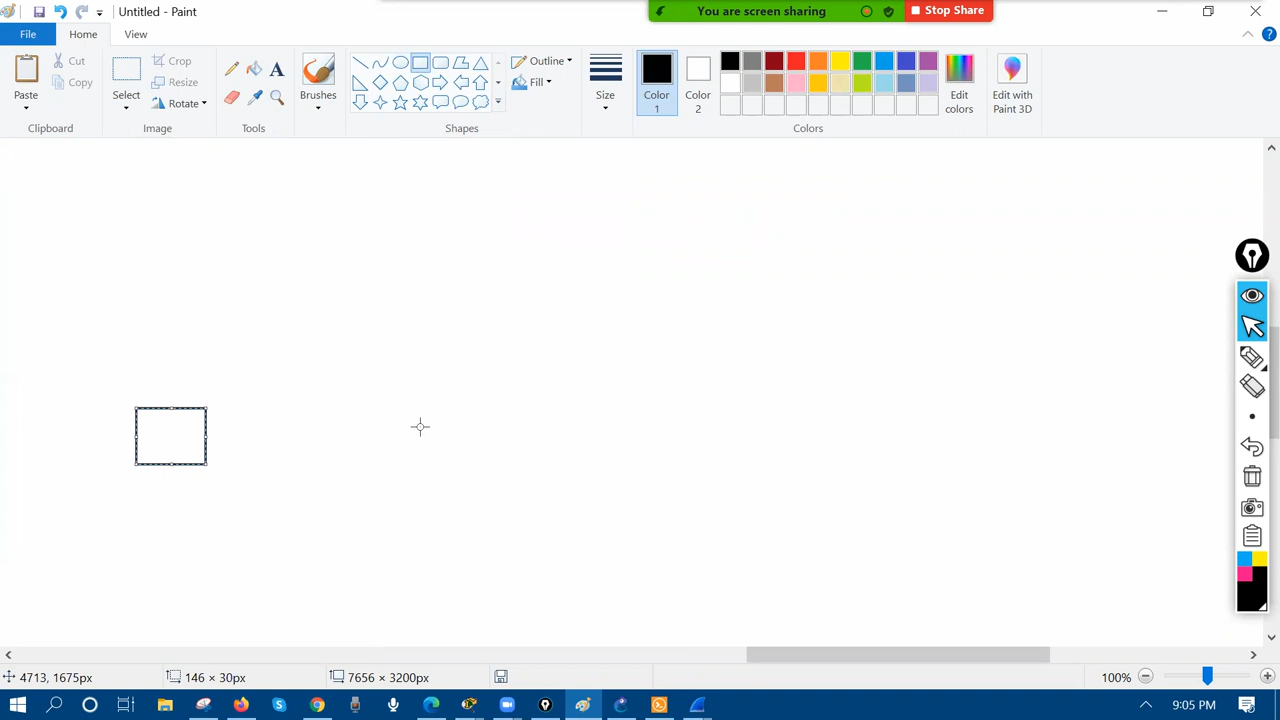 Untitled - Paint
You are screen sharing
Stop Share
File
Home
View
Paste
Cut
Copy
Clipboard
Select
Crop
Resize
Rotate
Image
Tools
Brushes
Shapes
Outline
Fill
Size
Color 1
Color 2
Colors
Edit colors
Edit with Paint 3D
4713, 1675px
146 × 30px
7656 × 3200px
100%
9:05 PM